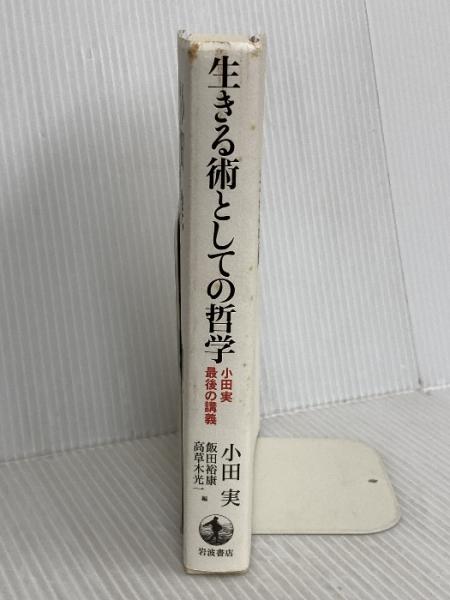 生きる術としての哲学
小田実
最後の講義
小田 実
飯田裕康
高草木光一
編
岩波書店